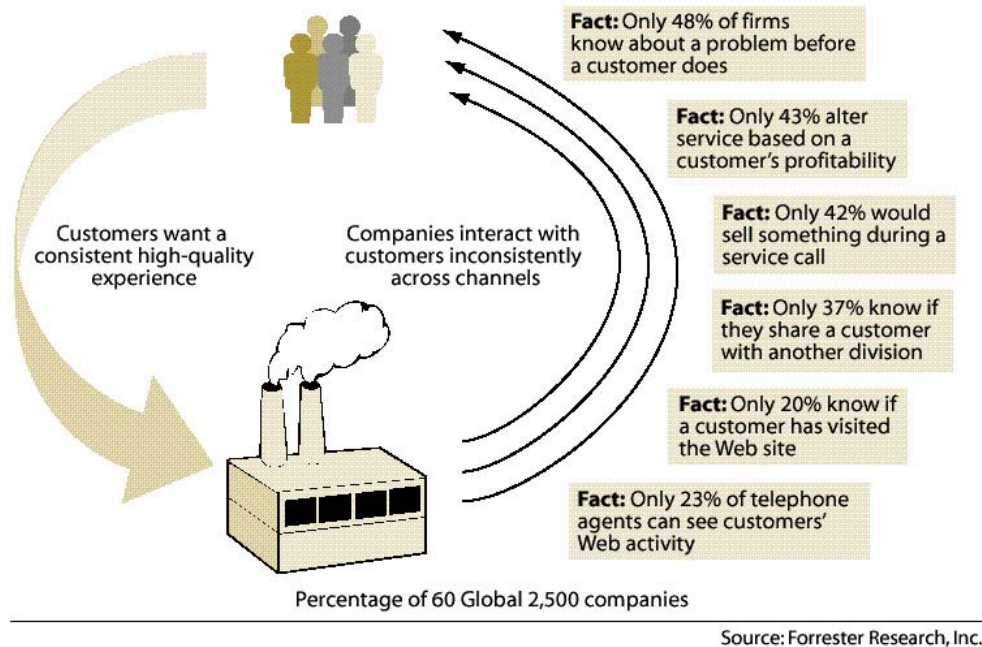 Fact: Only 48% of firms
know about a problem before
a customer does
Fact: Only 43% alter
service based on a
customer's profitability
Fact: Only 42% would
sell something during a
service call
Fact: Only 37% know if
they share a customer
with another division
Fact: Only 20% know if
a customer has visited
the Web site
Fact: Only 23% of telephone
agents can see customers'
Web activity
Customers want a
consistent high-quality
experience
Companies interact with
customers inconsistently
across channels
Percentage of 60 Global 2,500 companies
Source: Forrester Research, Inc.